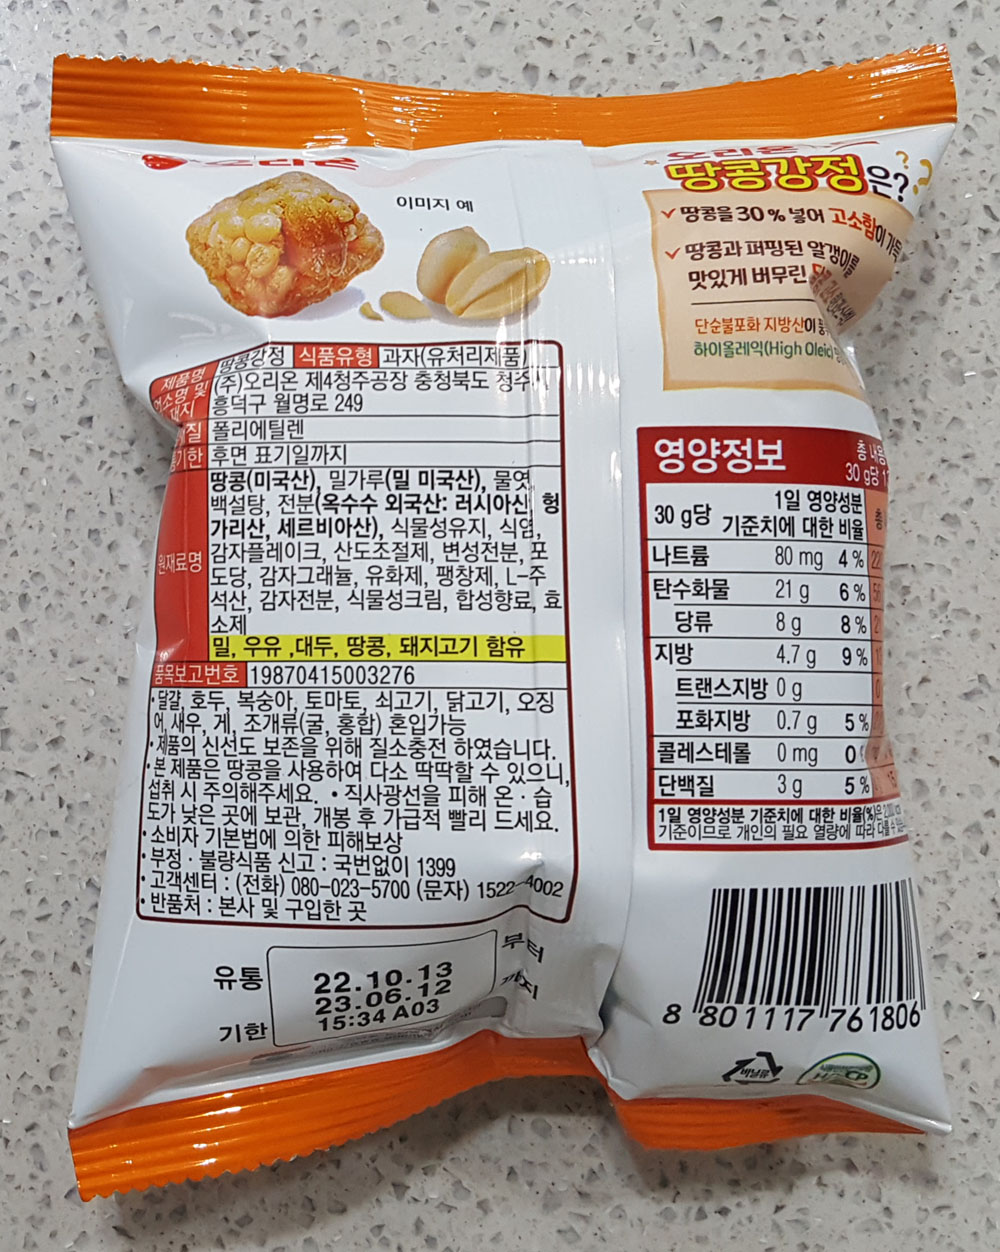 오리온
이미지 예
오리온
땅콩강정은?
땅콩을 30% 넣어 고소함이
땅콩과 퍼핑된 알갱이를
맛있게 버무린
단순불포화 지방산이
하이올레익(High Oleic)
제품명 땅콩강정 식품유형 과자(유처리제품)
업소명 및 (주)오리온 제4청주공장 충청북도 청주시
흥덕구 월명로 249
폴리에틸렌
후면 표기일까지
땅콩(미국산), 밀가루(밀 미국산), 물엿,
백설탕, 전분(옥수수 외국산: 러시아산, 헝
가리산, 세르비아산), 식물성유지, 식염,
원재료명 감자플레이크, 산도조절제, 변성전분, 포
도당, 감자그래뉼, 유화제, 팽창제, L-주
석산, 감자전분, 식물성크림, 합성향료, 효
소제
밀, 우유 ,대두, 땅콩, 돼지고기 함유
품목보고번호 19870415003276
•달걀, 호두, 복숭아, 토마토, 쇠고기, 닭고기, 오징
어, 새우, 게, 조개류(굴, 홍합) 혼입가능
•제품의 신선도 보존을 위해 질소충전 하였습니다.
•본 제품은 땅콩을 사용하여 다소 딱딱할 수 있으니,
섭취 시 주의해주세요. •직사광선을 피해 온·습
도가 낮은 곳에 보관, 개봉 후 가급적 빨리 드세요.
•소비자 기본법에 의한 피해보상
•부정·불량식품 신고 : 국번없이 1399
•고객센터 : (전화) 080-023-5700 (문자) 1522-4002
•반품처 : 본사 및 구입한 곳
유통 22.10.13 부터
23.06.12 까지
기한 15:34 A03
영양정보
30 g당
30 g당 1일 영양성분
기준치에 대한 비율
나트륨 80 mg 4 %
탄수화물 21 g 6 %
당류 8 g 8 %
지방 4.7 g 9 %
트랜스지방 0 g
포화지방 0.7 g 5 %
콜레스테롤 0 mg 0
단백질 3 g 5 %
1일 영양성분 기준치에 대한 비율(%)은
기준이므로 개인의 필요 열량에 따라 다를 수
8 801117 761806
비닐류